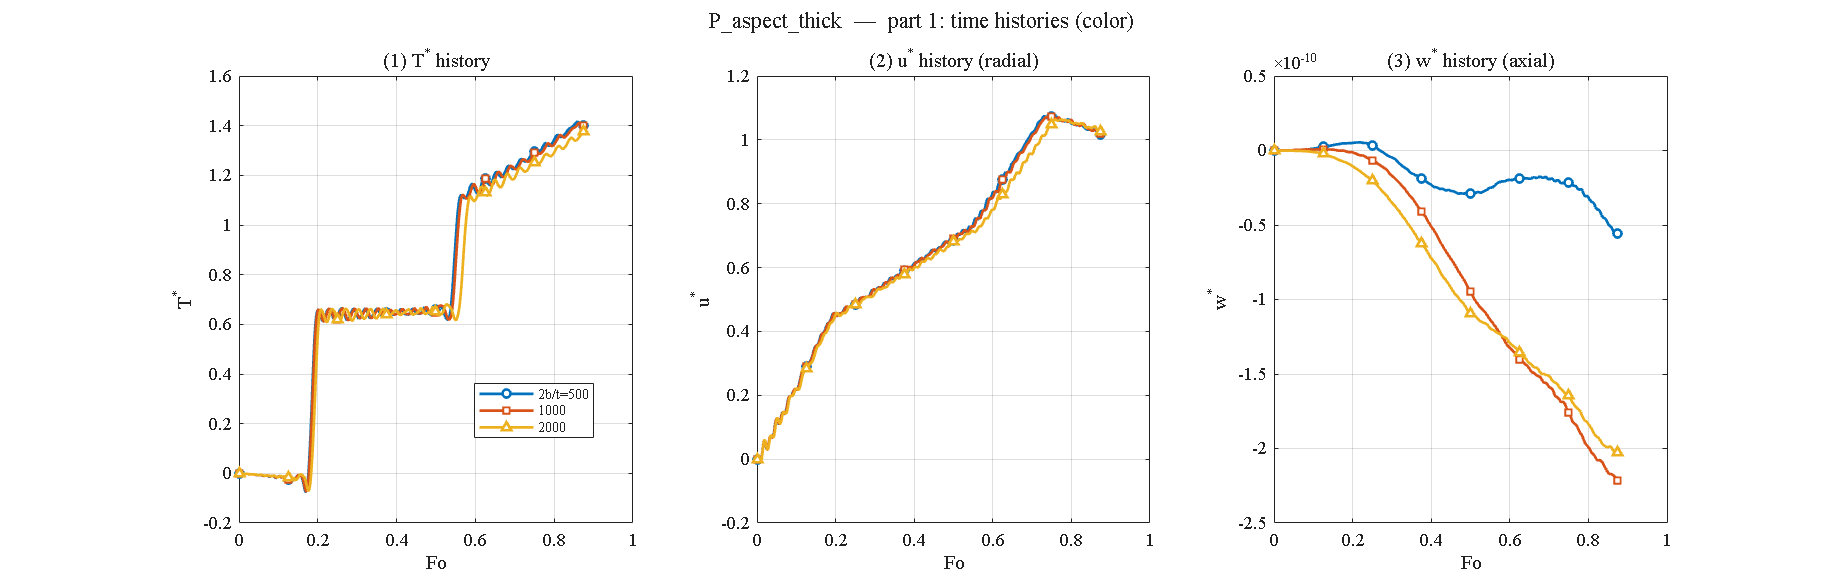 P_aspect_thick — part 1: time histories (color)
(1) T* history
1.6
1.4
1.2
1
0.8
0.6
0.4
0.2
0
-0.2
T*
0 0.2 0.4 0.6 0.8 1
Fo
2b/t=500
1000
2000
(2) u* history (radial)
1.2
1
0.8
0.6
0.4
0.2
0
-0.2
u*
0 0.2 0.4 0.6 0.8 1
Fo
(3) w* history (axial)
×10-10
0.5
0
-0.5
-1
-1.5
-2
-2.5
w*
0 0.2 0.4 0.6 0.8 1
Fo